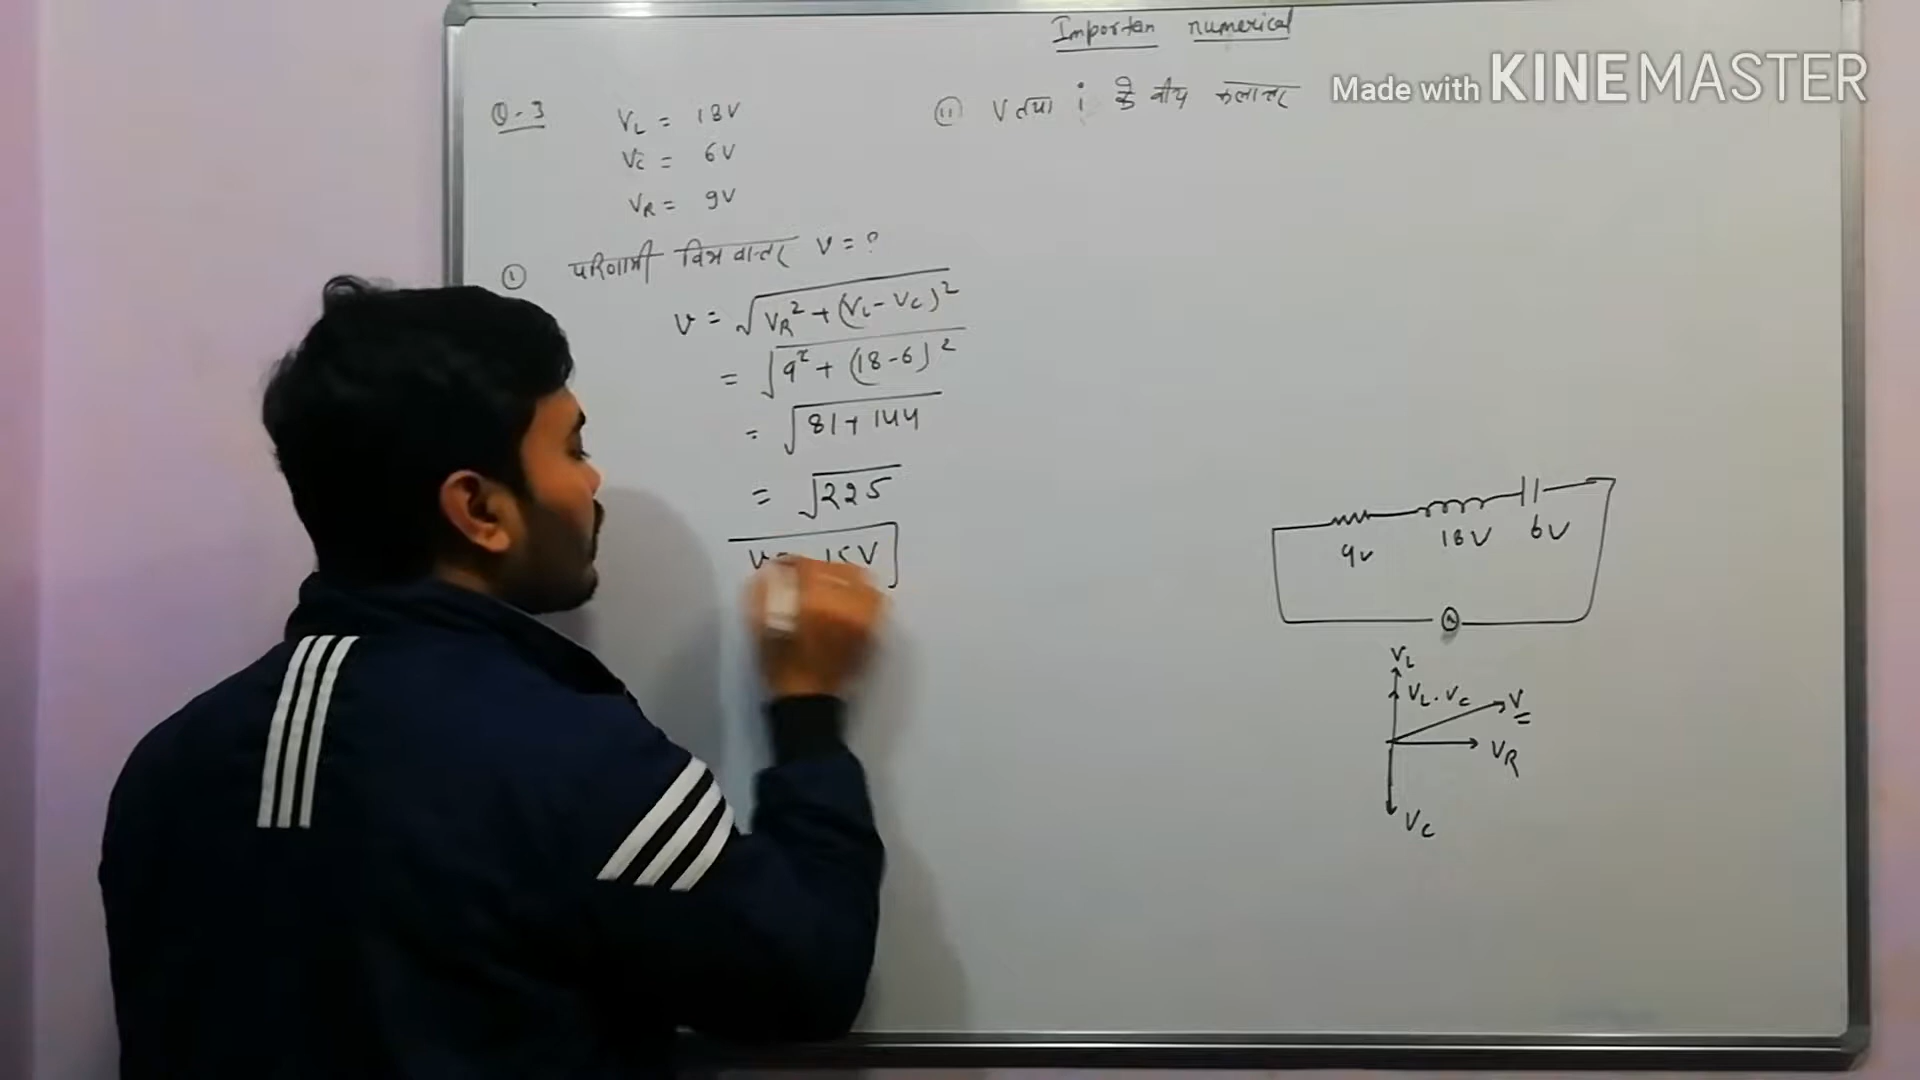 Importan numerical
Made with KINEMASTER
Q-3
V_L = 18V
V_C = 6V
V_R = 9V
(I) परिणामी विभवान्तर V = ?
V = √V_R² + (V_L - V_C)²
= √9² + (18-6)²
= √81 + 144
= √225
V = 15V
(II) V तथा i के बीच कलान्तर
9V 18V 6V
V_L
V_L - V_C
V
V_R
V_C